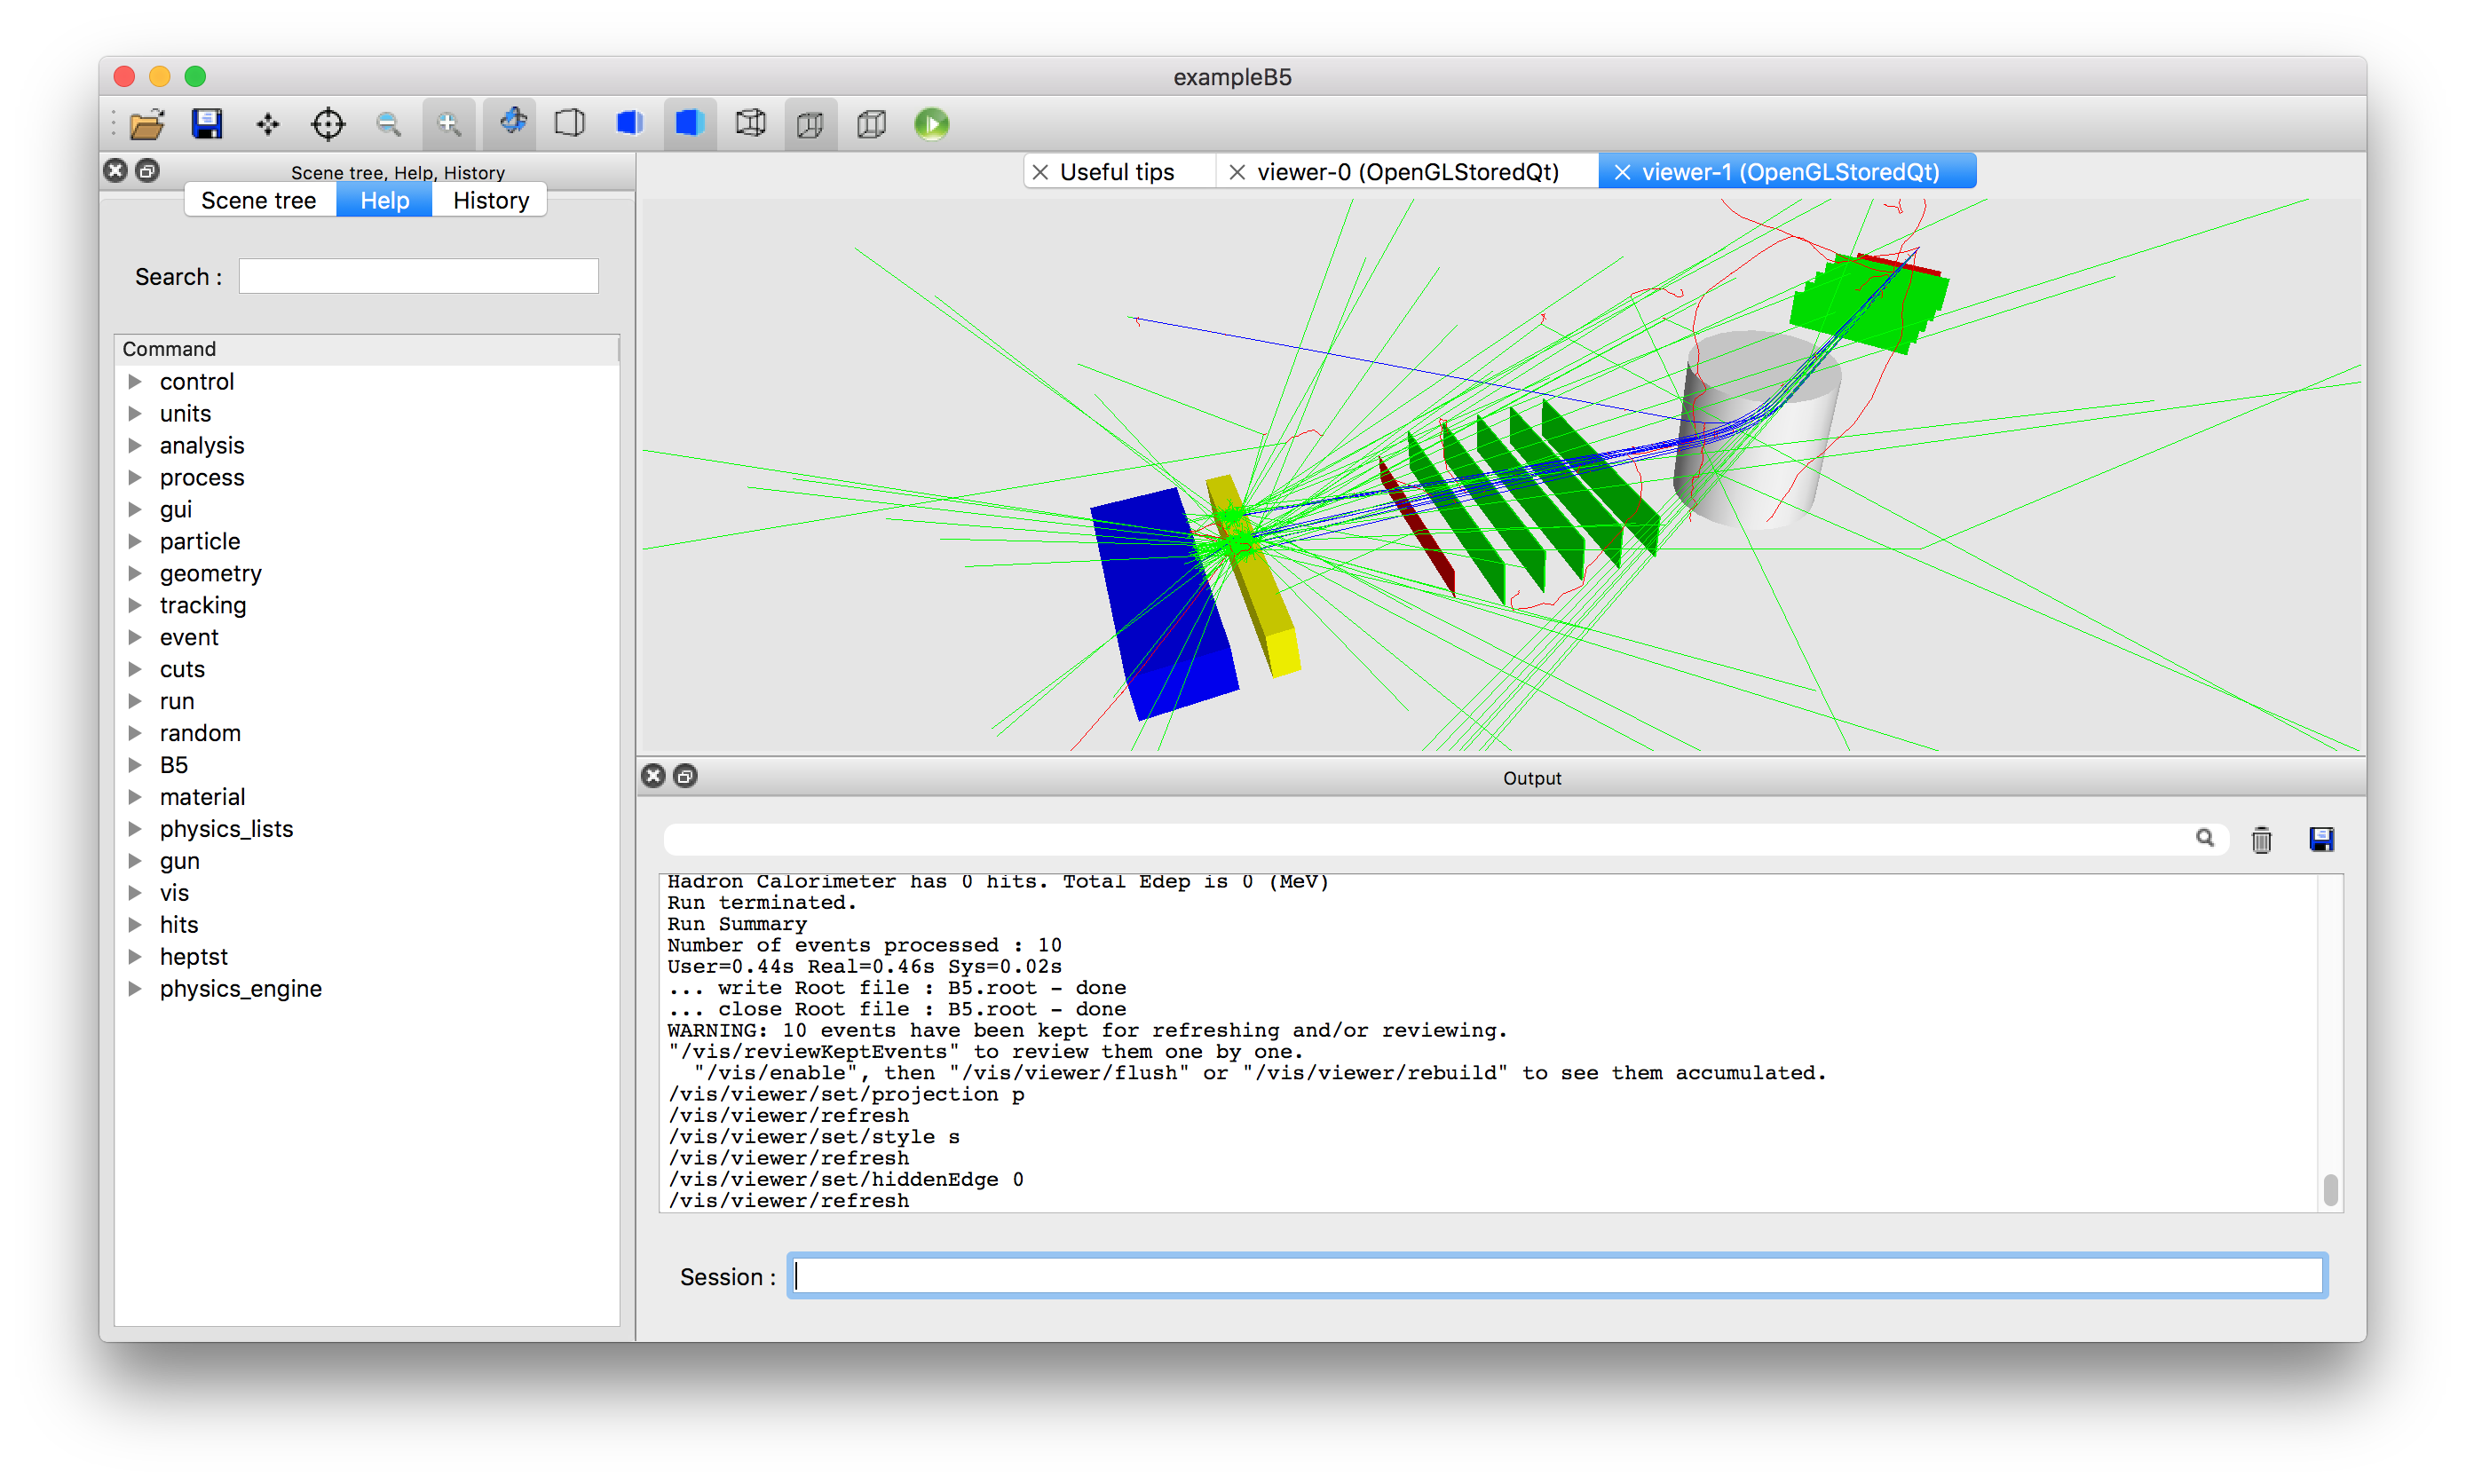 exampleB5
Scene tree, Help, History
Scene tree
Help
History
Search :
Command
control
units
analysis
process
gui
particle
geometry
tracking
event
cuts
run
random
B5
material
physics_lists
gun
vis
hits
heptst
physics_engine
Useful tips
viewer-0 (OpenGLStoredQt)
viewer-1 (OpenGLStoredQt)
Output
Hadron Calorimeter has 0 hits. Total Edep is 0 (MeV)
Run terminated.
Run Summary
Number of events processed : 10
User=0.44s Real=0.46s Sys=0.02s
... write Root file : B5.root - done
... close Root file : B5.root - done
WARNING: 10 events have been kept for refreshing and/or reviewing.
"/vis/reviewKeptEvents" to review them one by one.
"/vis/enable", then "/vis/viewer/flush" or "/vis/viewer/rebuild" to see them accumulated.
/vis/viewer/set/projection p
/vis/viewer/refresh
/vis/viewer/set/style s
/vis/viewer/refresh
/vis/viewer/set/hiddenEdge 0
/vis/viewer/refresh
Session :